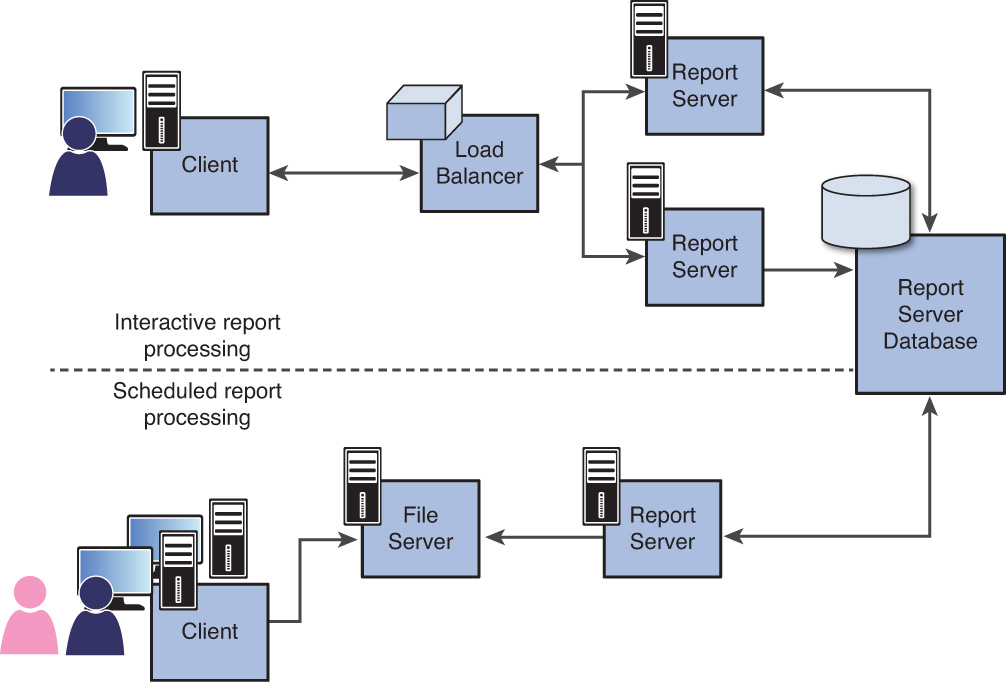 Report
Server
Client
Load
Balancer
Report
Server
Report
Server
Database
Interactive report
processing
Scheduled report
processing
File
Server
Report
Server
Client